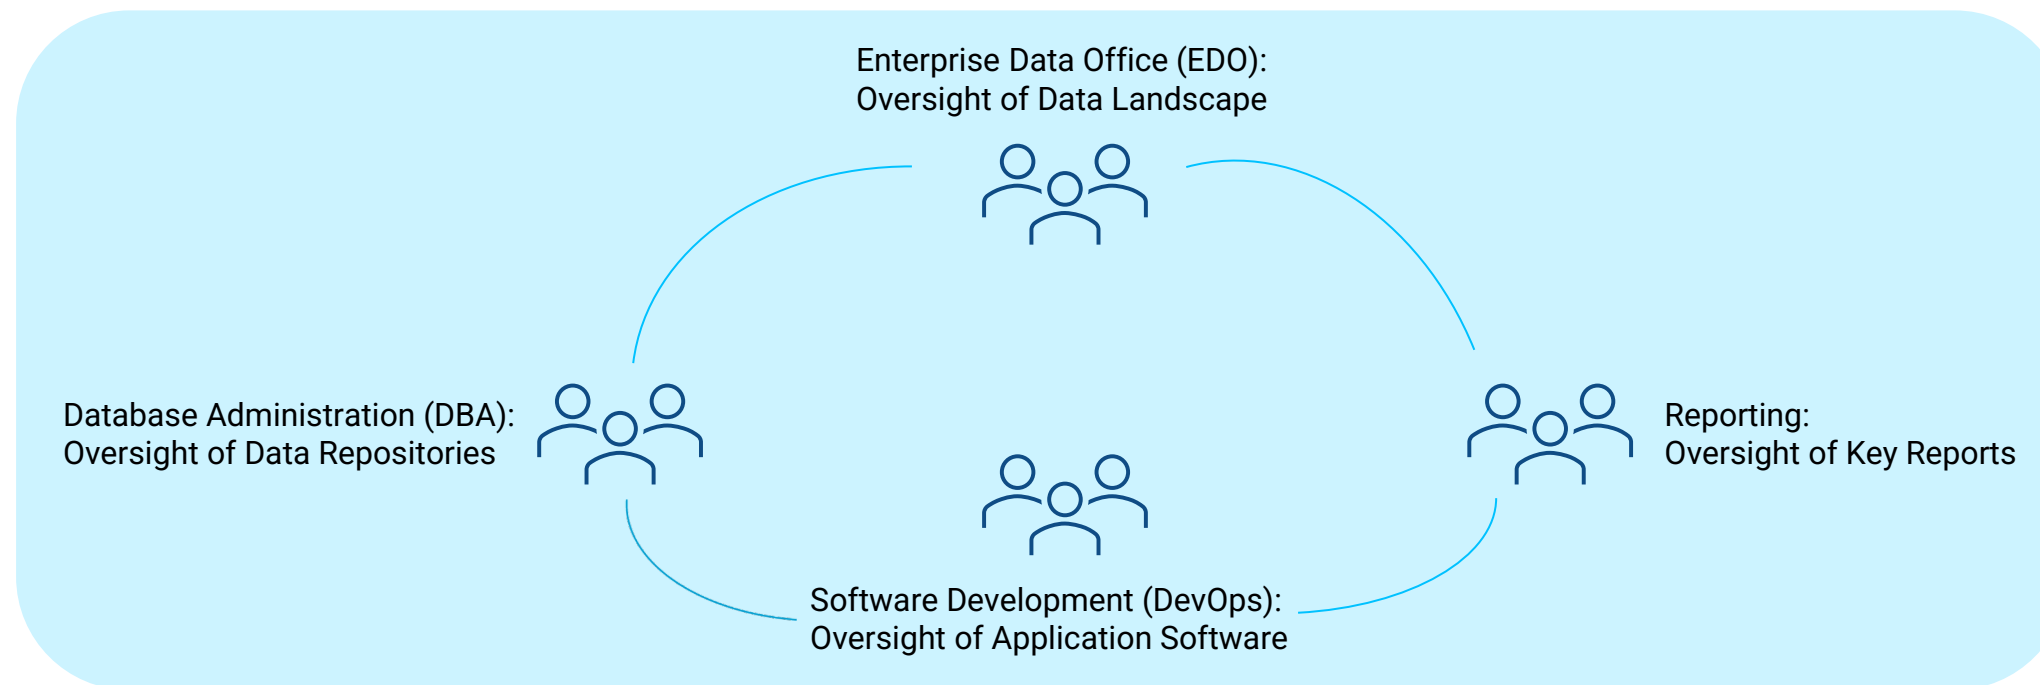 Enterprise Data Office (EDO):
Oversight of Data Landscape
Database Administration (DBA):
Oversight of Data Repositories
Reporting:
Oversight of Key Reports
Software Development (DevOps):
Oversight of Application Software